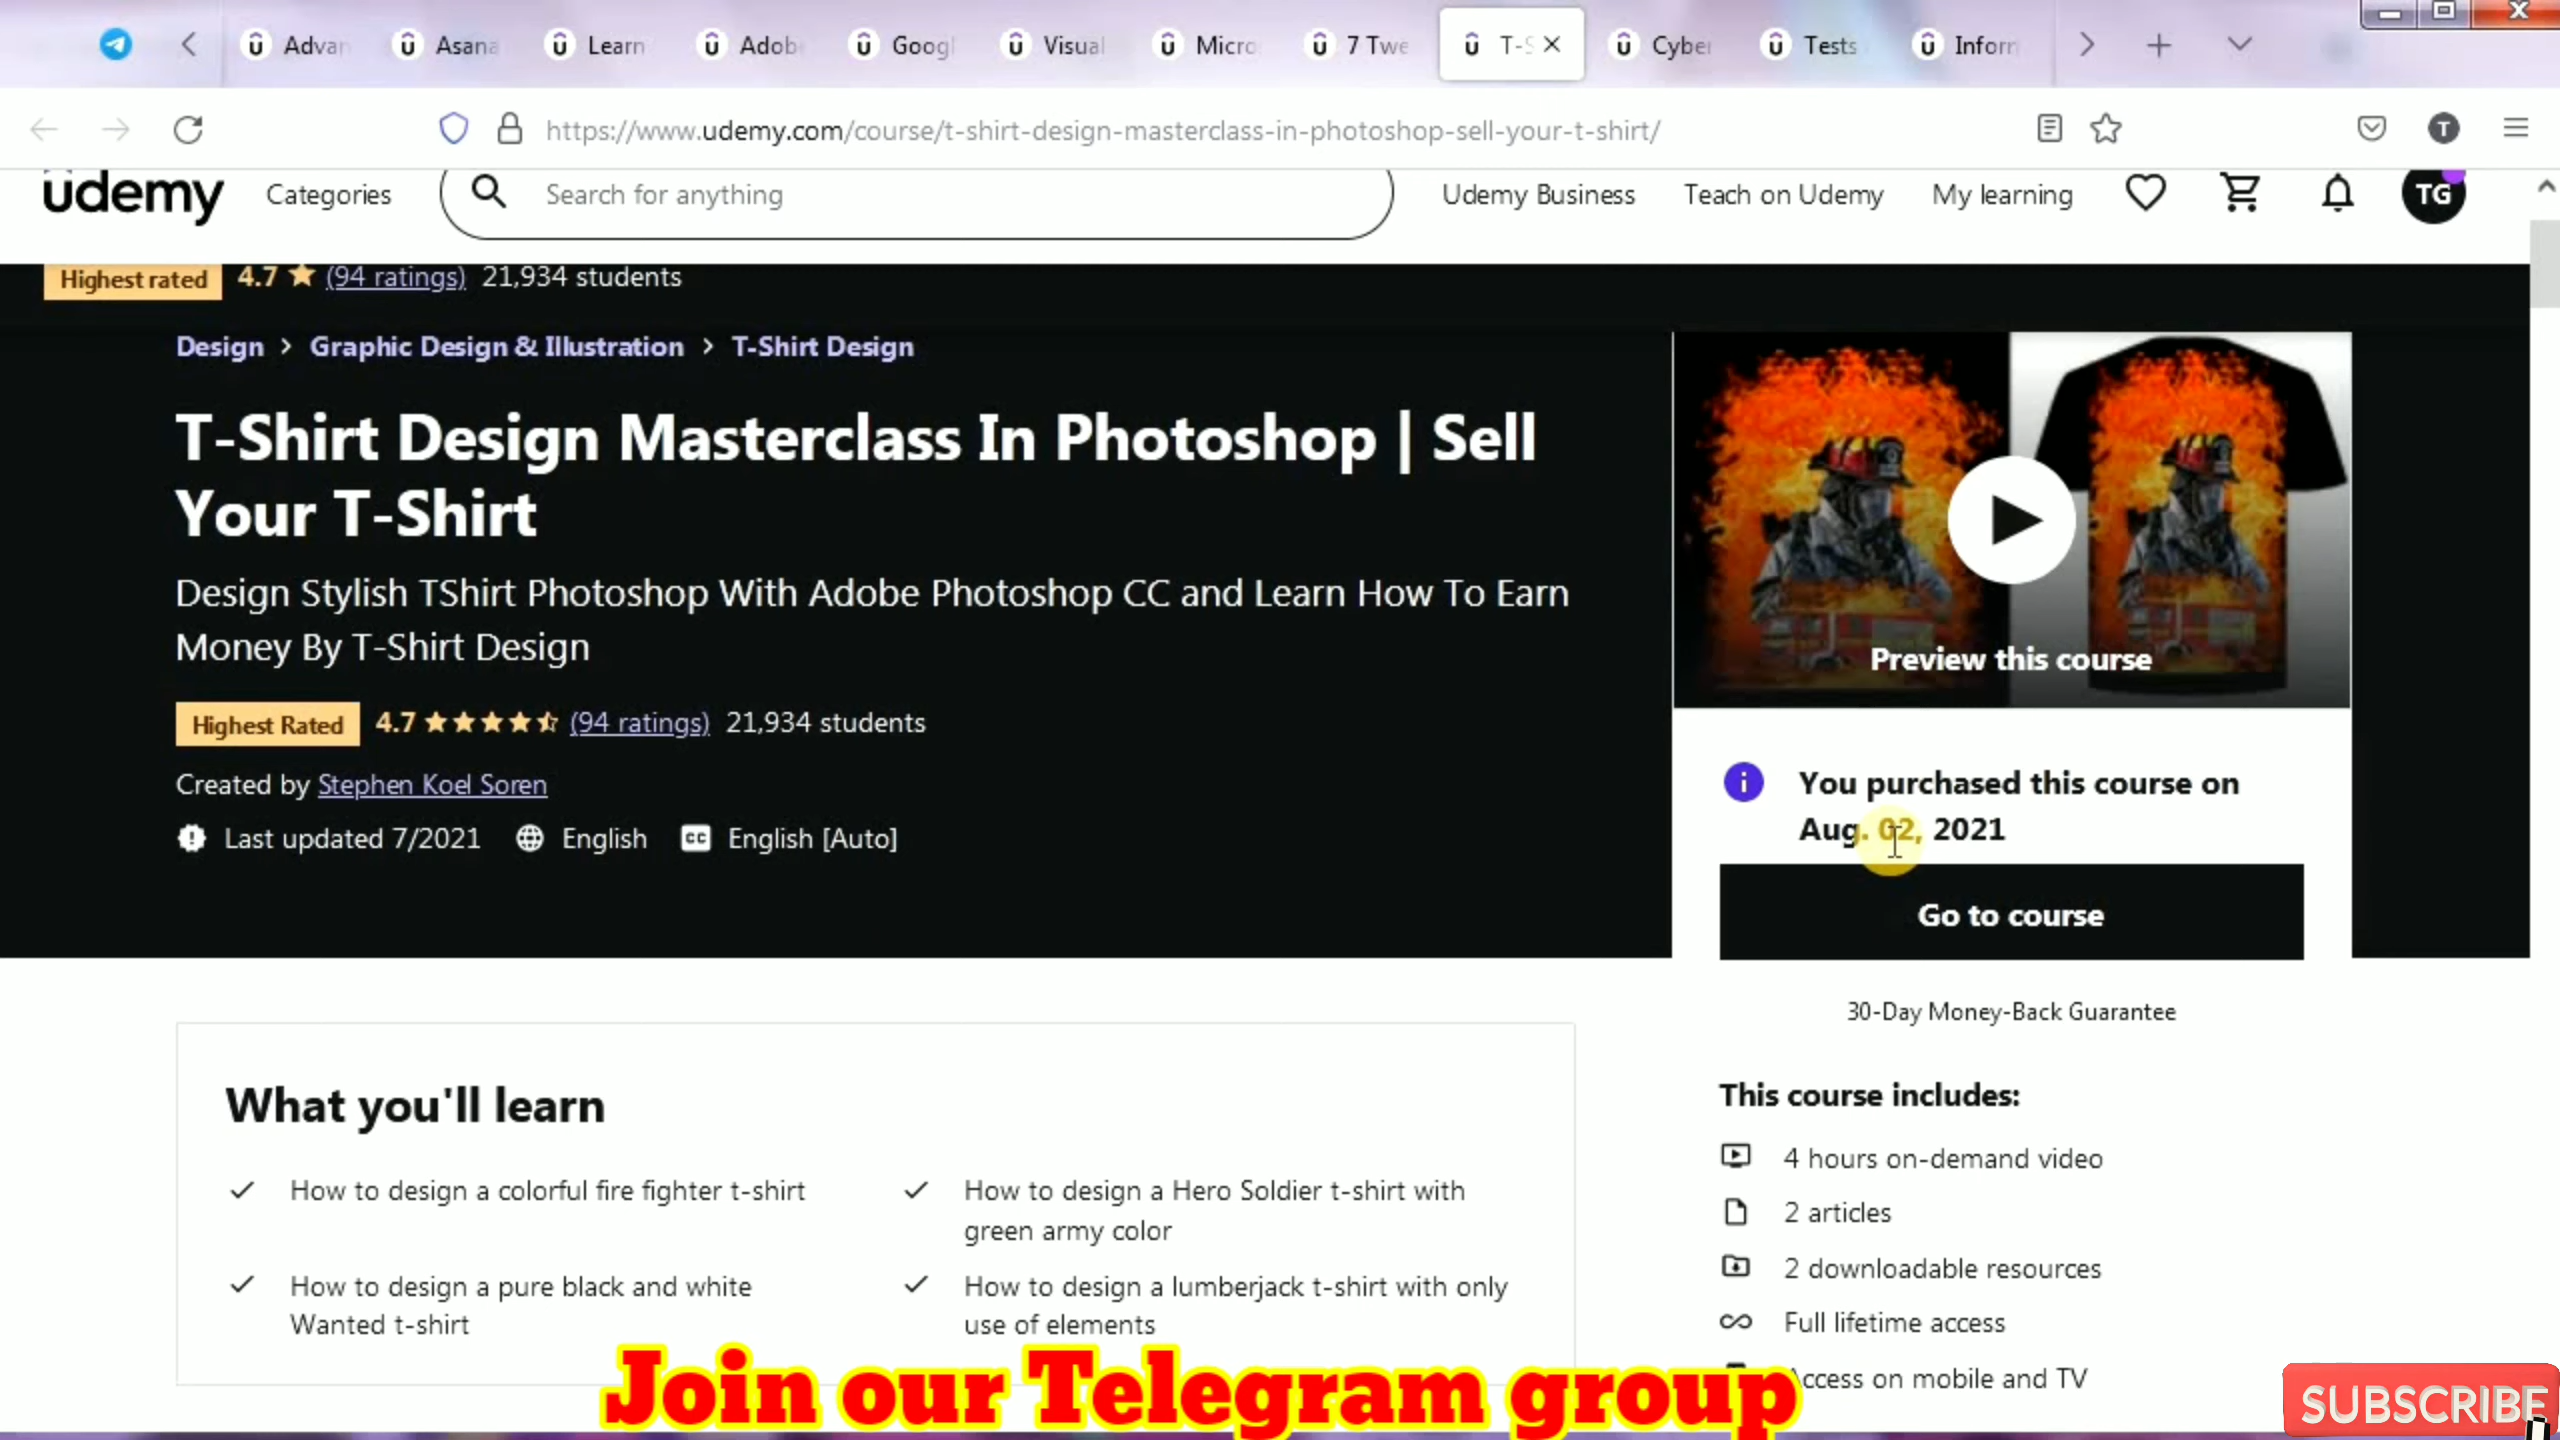 Advan
Asana
Learn
Adob
Googl
Visual
Micro
7 Twe
T-S
Cyber
Tests
Inform
https://www.udemy.com/course/t-shirt-design-masterclass-in-photoshop-sell-your-t-shirt/
T
udemy
Categories
Search for anything
Udemy Business
Teach on Udemy
My learning
TG
Highest rated 4.7 (94 ratings) 21,934 students
Design > Graphic Design & Illustration > T-Shirt Design
T-Shirt Design Masterclass In Photoshop | Sell
Your T-Shirt
Design Stylish TShirt Photoshop With Adobe Photoshop CC and Learn How To Earn
Money By T-Shirt Design
Highest Rated 4.7 (94 ratings) 21,934 students
Created by Stephen Koel Soren
Last updated 7/2021 English CC English [Auto]
Preview this course
You purchased this course on
Aug. 02, 2021
Go to course
30-Day Money-Back Guarantee
This course includes:
4 hours on-demand video
2 articles
2 downloadable resources
Full lifetime access
Access on mobile and TV
What you'll learn
How to design a colorful fire fighter t-shirt
How to design a Hero Soldier t-shirt with
green army color
How to design a pure black and white
Wanted t-shirt
How to design a lumberjack t-shirt with only
use of elements
Join our Telegram group
SUBSCRIBE